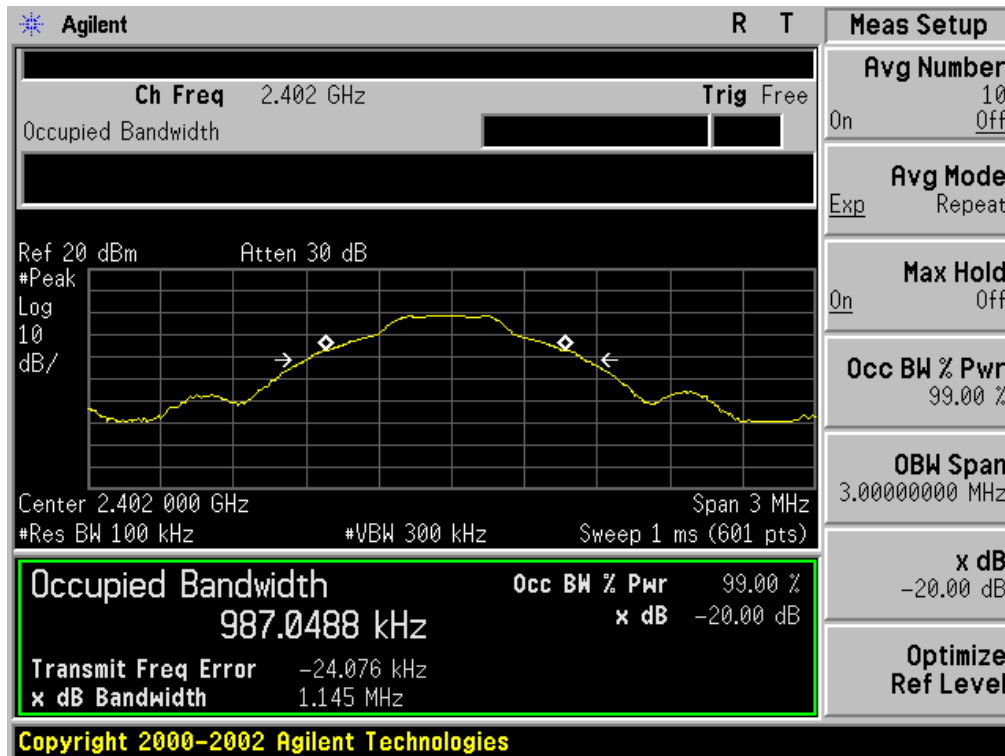 Agilent R T
Ch Freq 2.402 GHz Trig Free
Occupied Bandwidth
Ref 20 dBm Atten 30 dB
#Peak
Log
10
dB/
Center 2.402 000 GHz Span 3 MHz
#Res BW 100 kHz #VBW 300 kHz Sweep 1 ms (601 pts)
Occupied Bandwidth Occ BW % Pwr 99.00 %
987.0488 kHz x dB -20.00 dB
Transmit Freq Error -24.076 kHz
x dB Bandwidth 1.145 MHz
Copyright 2000-2002 Agilent Technologies
Meas Setup
Avg Number
10
On Off
Avg Mode
Exp Repeat
Max Hold
On Off
Occ BW % Pwr
99.00 %
OBW Span
3.00000000 MHz
x dB
-20.00 dB
Optimize
Ref Level